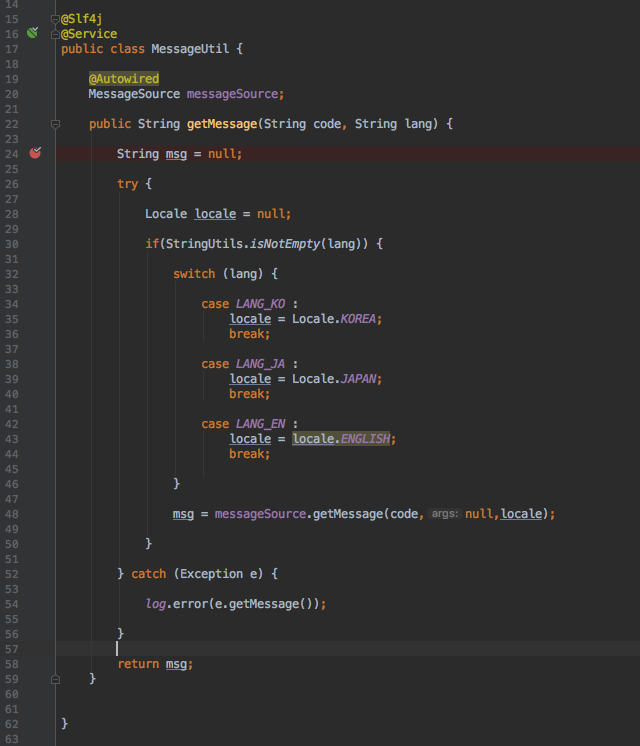 14
15 @Slf4j
16 @Service
17 public class MessageUtil {
18
19 @Autowired
20 MessageSource messageSource;
21
22 public String getMessage(String code, String lang) {
23
24 String msg = null;
25
26 try {
27
28 Locale locale = null;
29
30 if(StringUtils.isNotEmpty(lang)) {
31
32 switch (lang) {
33
34 case LANG_KO :
35 locale = Locale.KOREA;
36 break;
37
38 case LANG_JA :
39 locale = Locale.JAPAN;
40 break;
41
42 case LANG_EN :
43 locale = locale.ENGLISH;
44 break;
45
46 }
47
48 msg = messageSource.getMessage(code, args: null,locale);
49
50 }
51
52 } catch (Exception e) {
53
54 log.error(e.getMessage());
55
56 }
57
58 return msg;
59 }
60
61
62 }
63